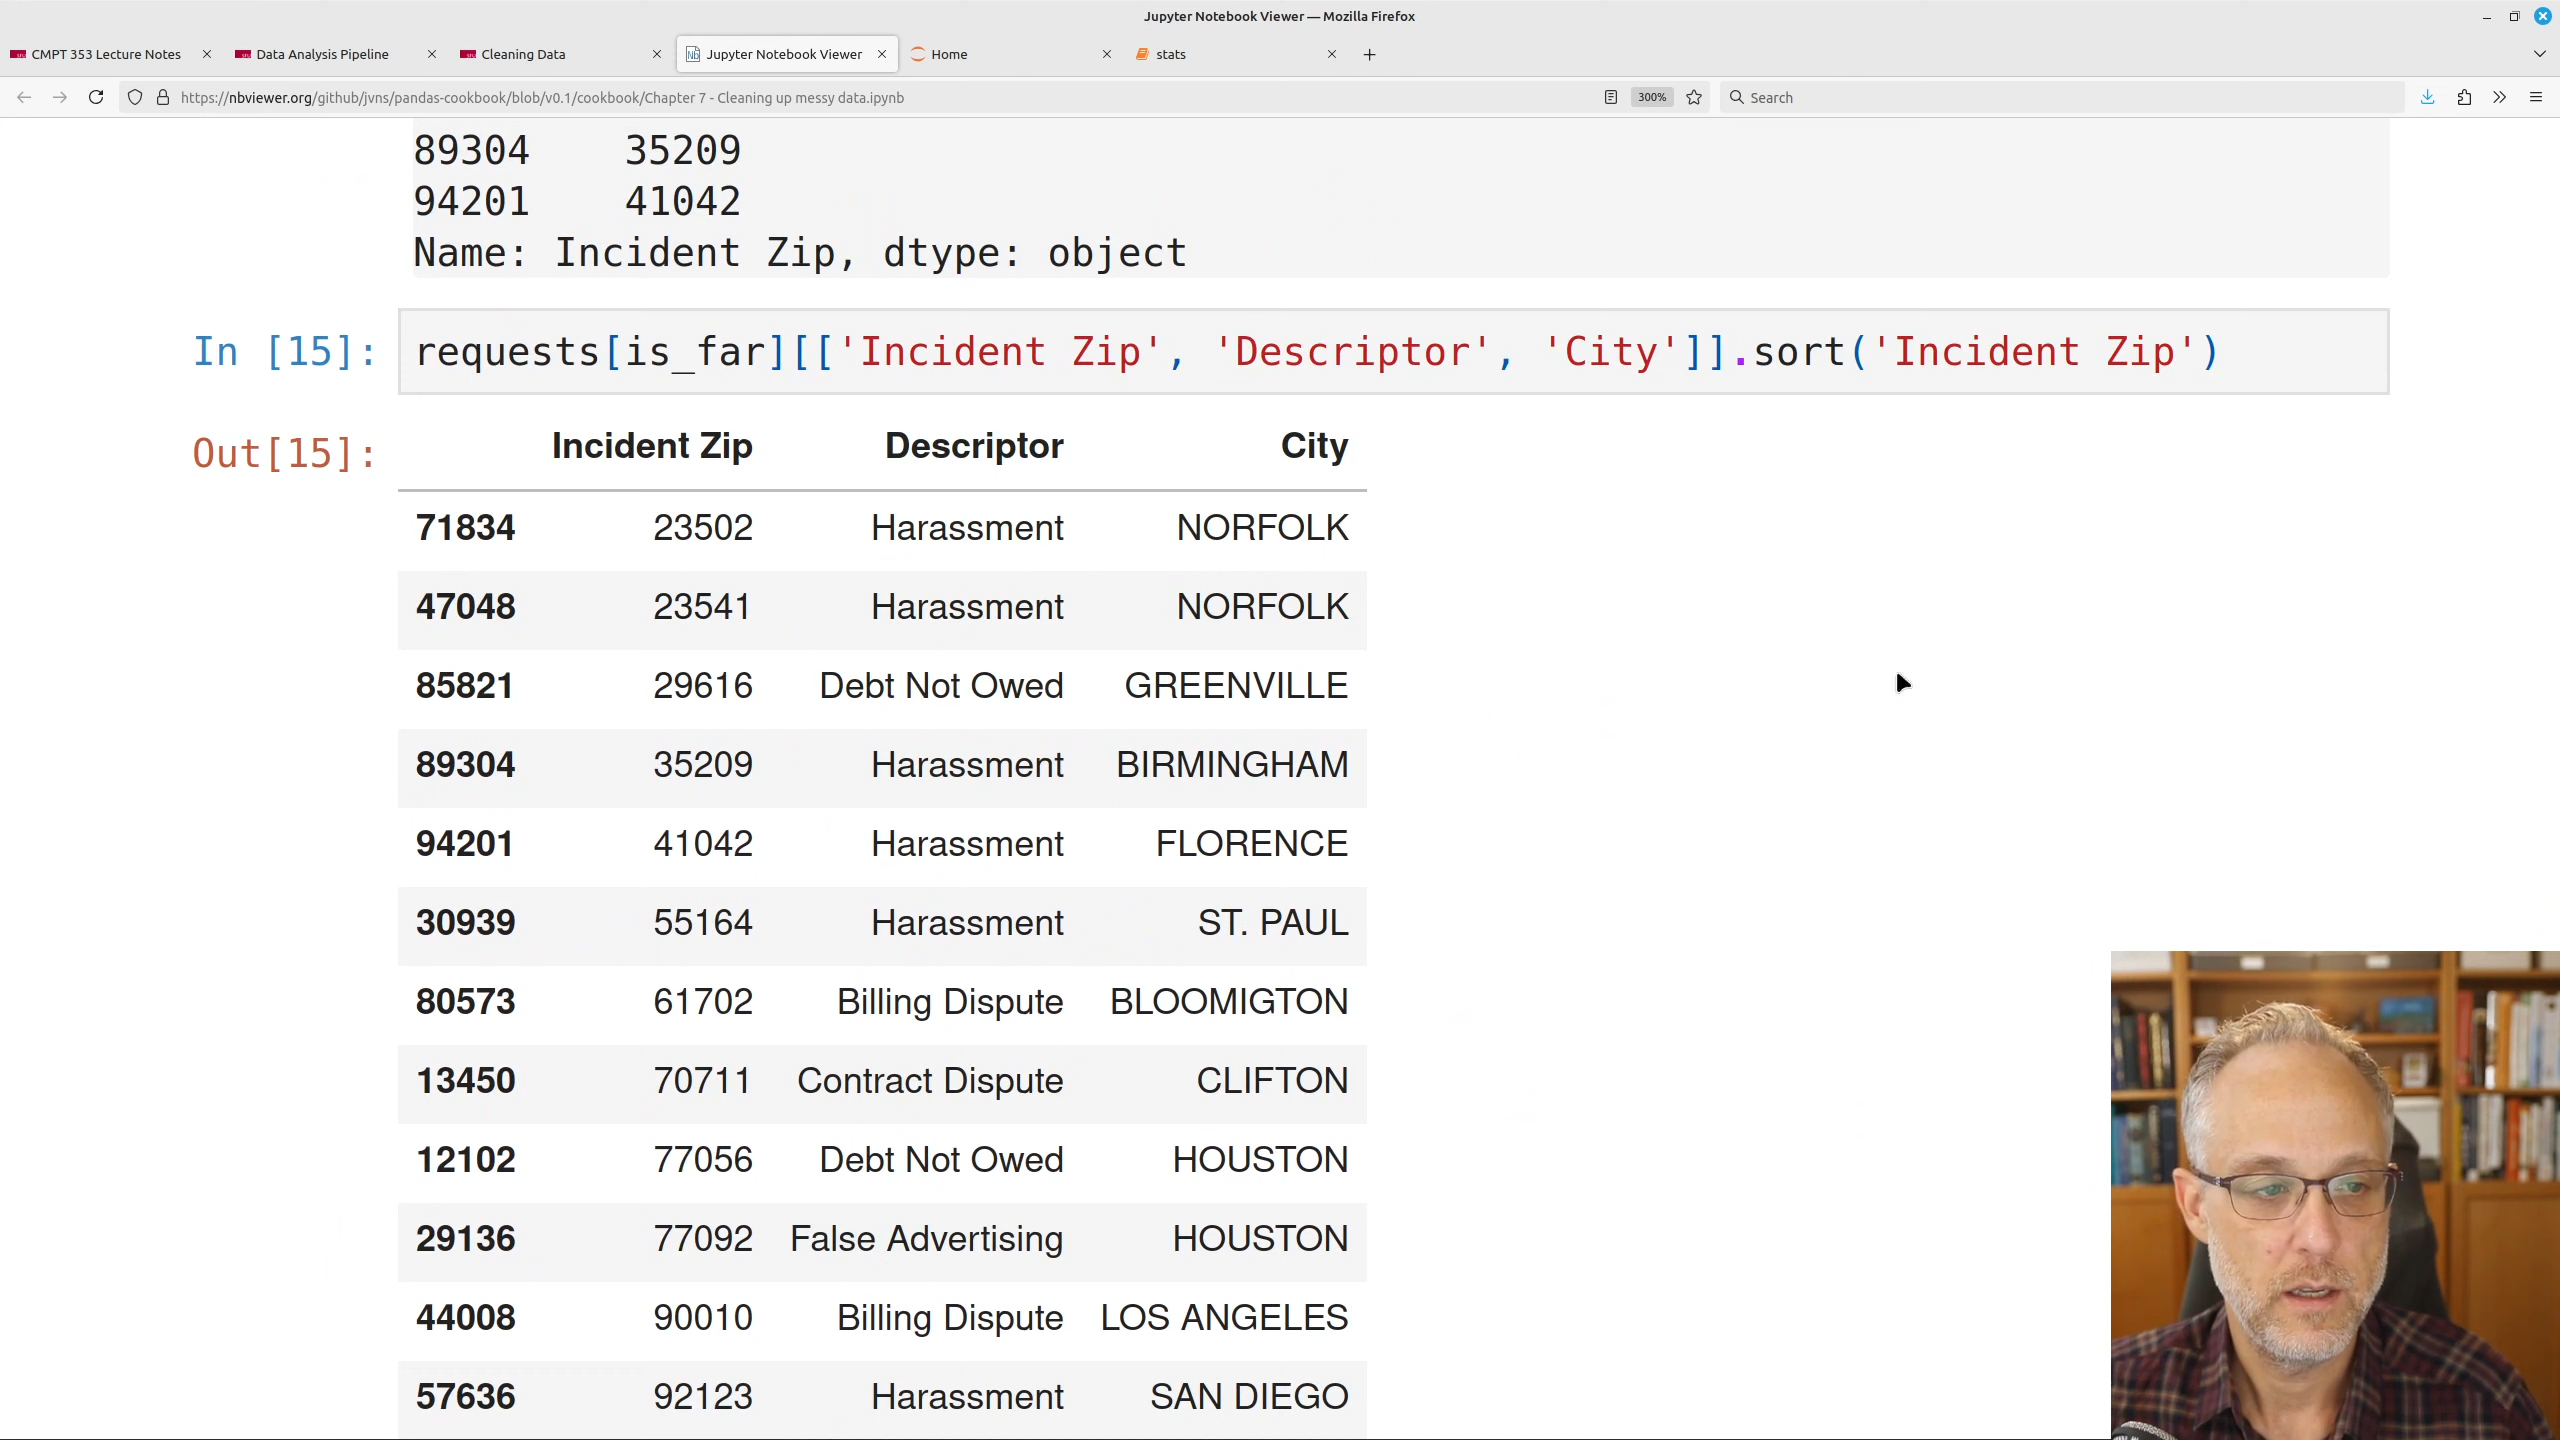 Jupyter Notebook Viewer — Mozilla Firefox
CMPT 353 Lecture Notes
Data Analysis Pipeline
Cleaning Data
Jupyter Notebook Viewer
Home
stats
https://nbviewer.org/github/jvns/pandas-cookbook/blob/v0.1/cookbook/Chapter 7 - Cleaning up messy data.ipynb
300%
Search
89304 35209
94201 41042
Name: Incident Zip, dtype: object
In [15]: requests[is_far][['Incident Zip', 'Descriptor', 'City']].sort('Incident Zip')
Out[15]: Incident Zip Descriptor City
71834 23502 Harassment NORFOLK
47048 23541 Harassment NORFOLK
85821 29616 Debt Not Owed GREENVILLE
89304 35209 Harassment BIRMINGHAM
94201 41042 Harassment FLORENCE
30939 55164 Harassment ST. PAUL
80573 61702 Billing Dispute BLOOMIGTON
13450 70711 Contract Dispute CLIFTON
12102 77056 Debt Not Owed HOUSTON
29136 77092 False Advertising HOUSTON
44008 90010 Billing Dispute LOS ANGELES
57636 92123 Harassment SAN DIEGO